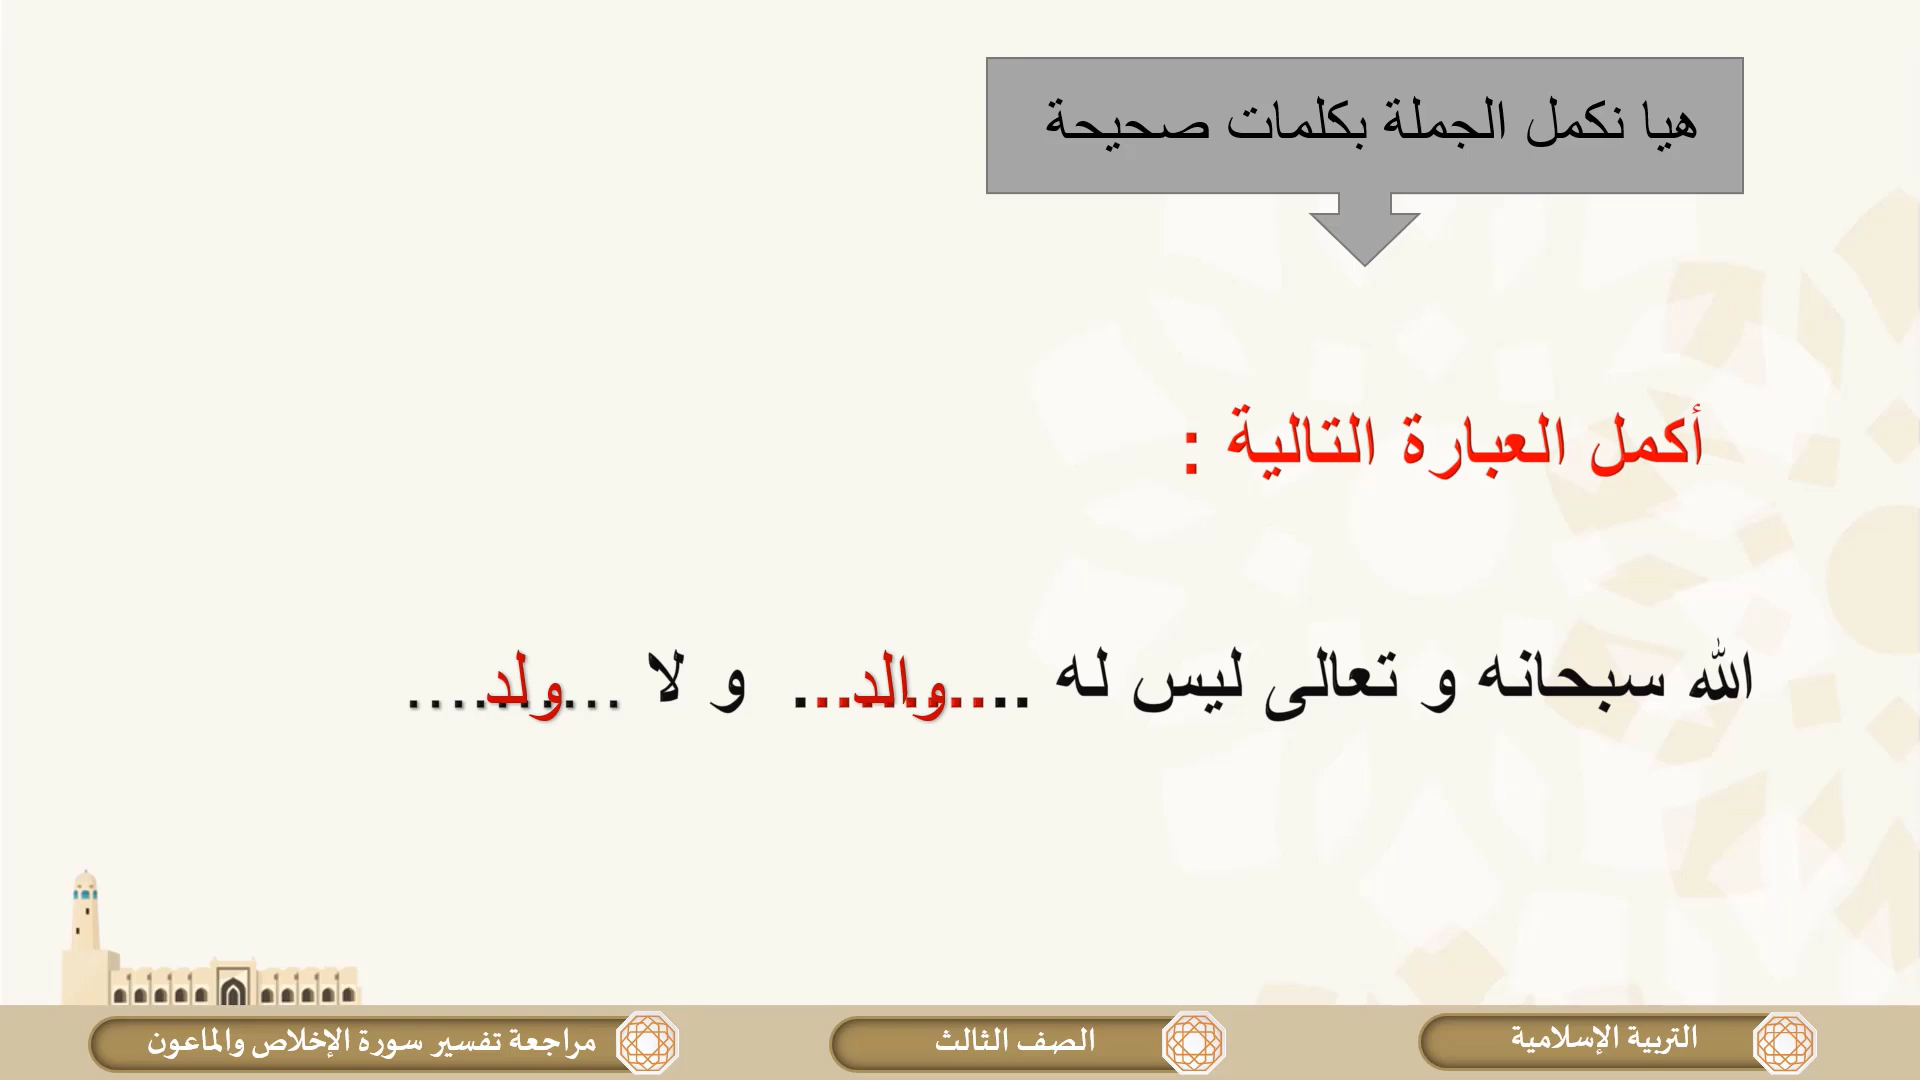 هيا نكمل الجملة بكلمات صحيحة
أكمل العبارة التالية :
الله سبحانه و تعالى ليس له ...والد.... و لا ...ولد....
التربية الإسلامية
الصف الثالث
مراجعة تفسير سورة الإخلاص والماعون